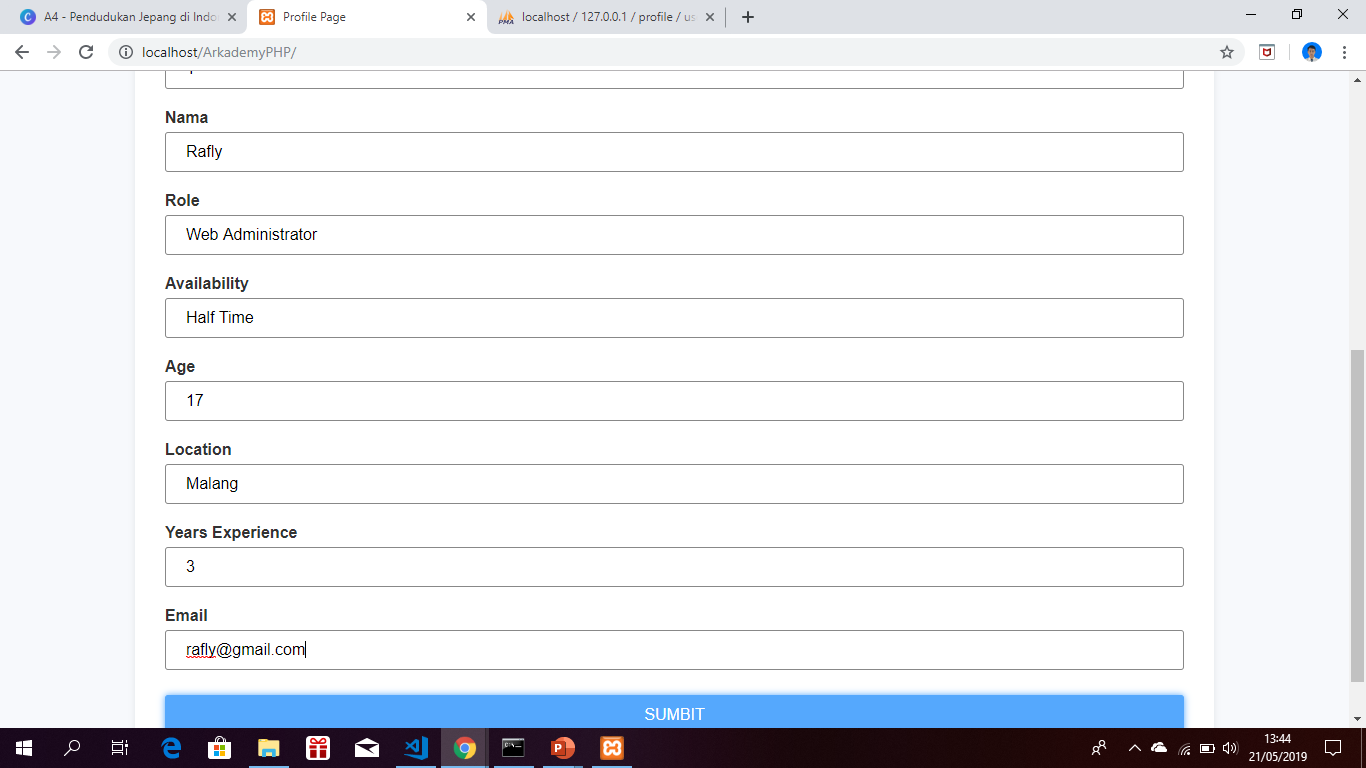 A4 - Pendudukan Jepang di Indo
Profile Page
localhost / 127.0.0.1 / profile / us
localhost/ArkademyPHP/
Nama
Rafly
Role
Web Administrator
Availability
Half Time
Age
17
Location
Malang
Years Experience
3
Email
rafly@gmail.com
SUMBIT
13:44
21/05/2019